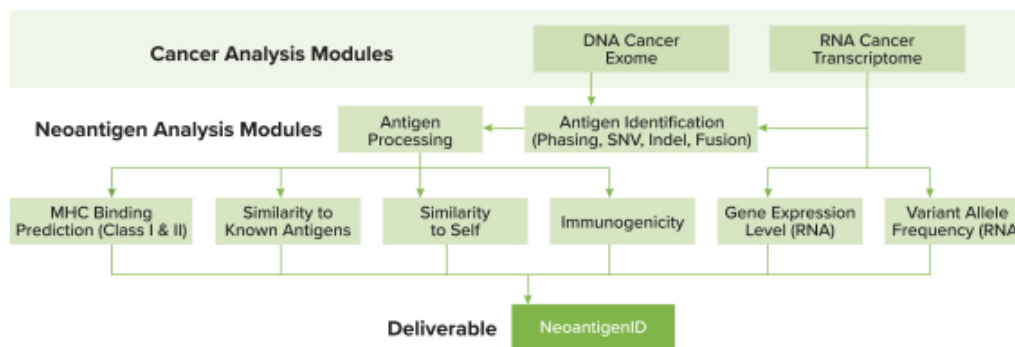 Cancer Analysis Modules
DNA Cancer
Exome
RNA Cancer
Transcriptome
Neoantigen Analysis Modules
Antigen
Processing
Antigen Identification
(Phasing, SNV, Indel, Fusion)
MHC Binding
Prediction (Class I & II)
Similarity to
Known Antigens
Similarity
to Self
Immunogenicity
Gene Expression
Level (RNA)
Variant Allele
Frequency (RNA
Deliverable
NeoantigenID